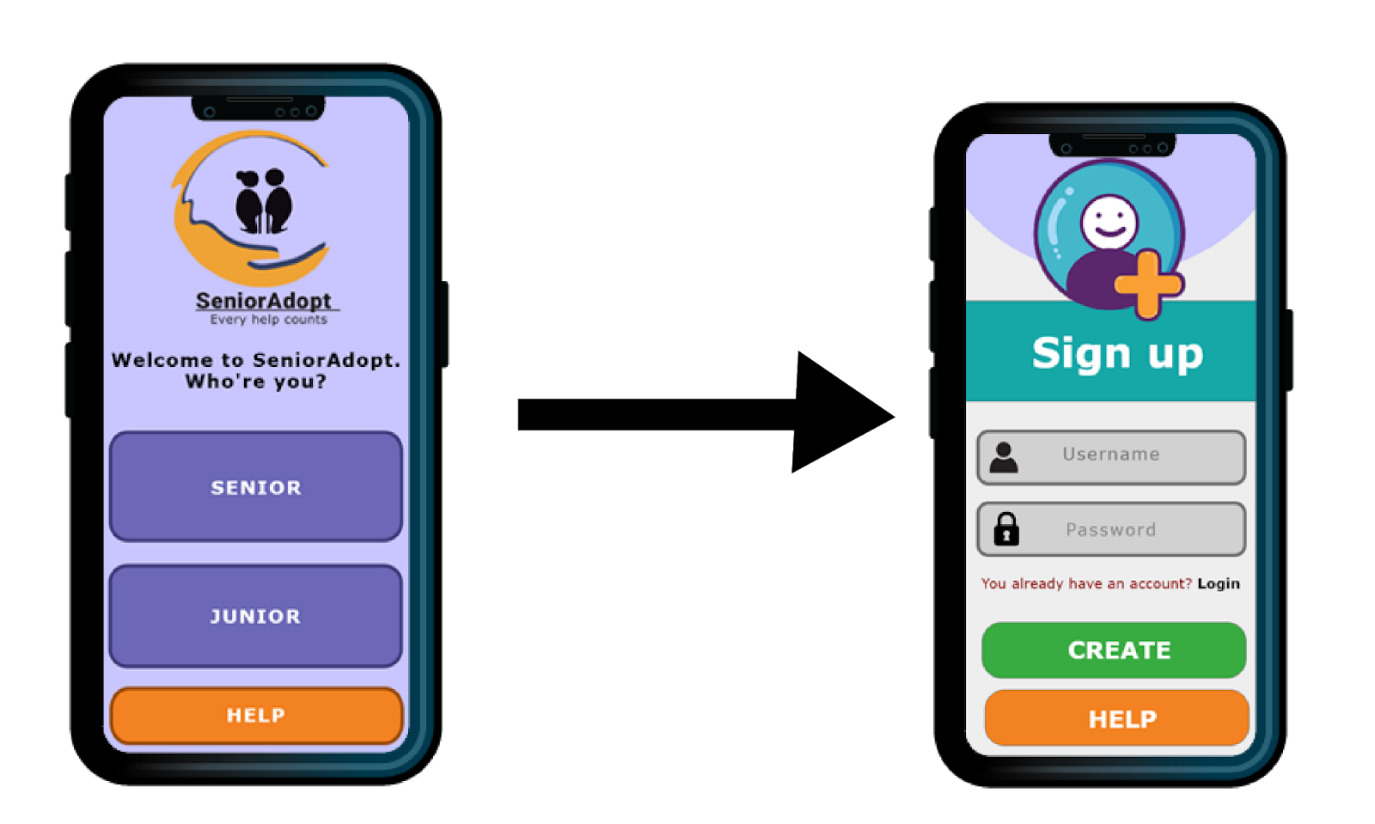 SeniorAdopt
Every help counts
Welcome to SeniorAdopt.
Who're you?
SENIOR
JUNIOR
HELP
Sign up
Username
Password
You already have an account? Login
CREATE
HELP